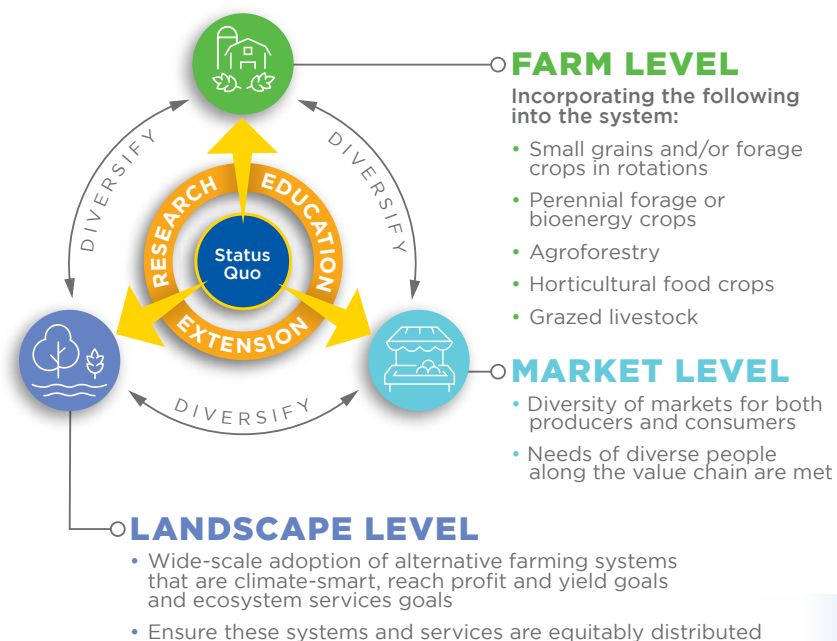 FARM LEVEL
Incorporating the following
into the system:
• Small grains and/or forage
crops in rotations
• Perennial forage or
bioenergy crops
• Agroforestry
• Horticultural food crops
• Grazed livestock
DIVERSIFY
DIVERSIFY
RESEARCH
EDUCATION
EXTENSION
Status
Quo
DIVERSIFY
MARKET LEVEL
• Diversity of markets for both
producers and consumers
• Needs of diverse people
along the value chain are met
LANDSCAPE LEVEL
• Wide-scale adoption of alternative farming systems
that are climate-smart, reach profit and yield goals
and ecosystem services goals
• Ensure these systems and services are equitably distributed